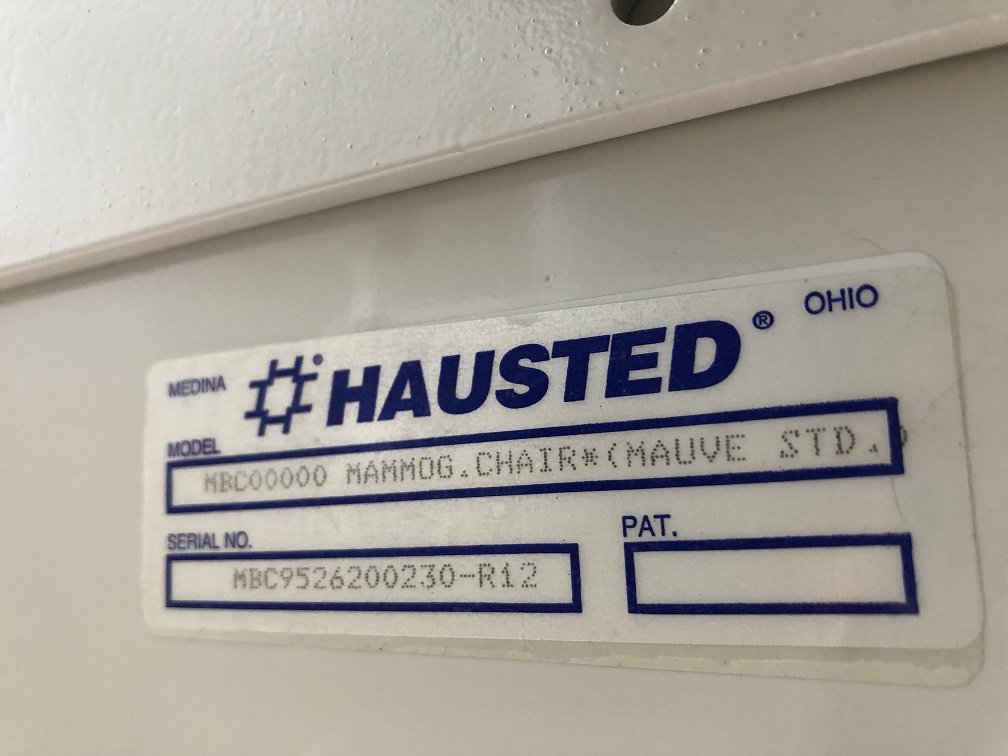 MEDINA HAUSTED® OHIO
MODEL
MBC00000 MAMMOG.CHAIR*(MAUVE STD.)
SERIAL NO.
MBC9526200230-R12
PAT.